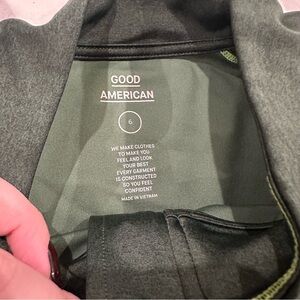 GOOD
AMERICAN
6
WE MAKE CLOTHES
TO MAKE YOU
FEEL AND LOOK
YOUR BEST
EVERY GARMENT
IS CONSTRUCTED
SO YOU FEEL
CONFIDENT
MADE IN VIETNAM